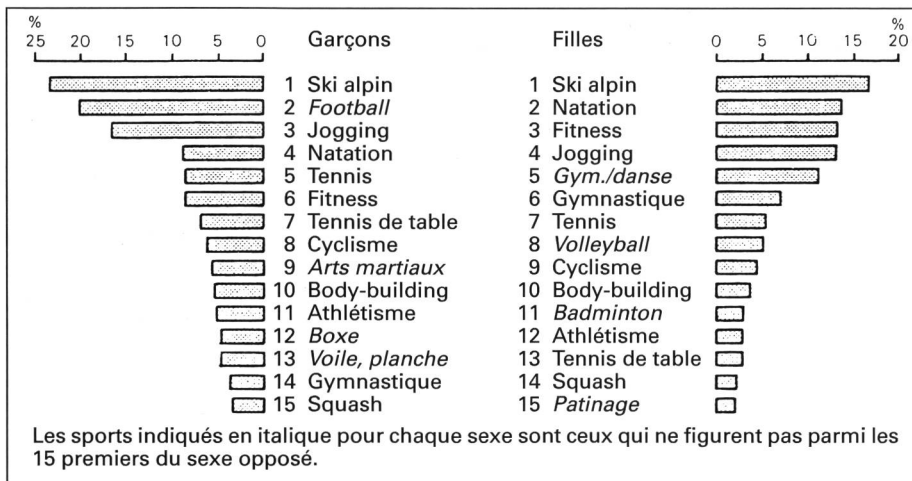 % %
25 20 15 10 5 0 Garçons Filles 0 5 10 15 20
1 Ski alpin 1 Ski alpin
2 Football 2 Natation
3 Jogging 3 Fitness
4 Natation 4 Jogging
5 Tennis 5 Gym./danse
6 Fitness 6 Gymnastique
7 Tennis de table 7 Tennis
8 Cyclisme 8 Volleyball
9 Arts martiaux 9 Cyclisme
10 Body-building 10 Body-building
11 Athlétisme 11 Badminton
12 Boxe 12 Athlétisme
13 Voile, planche 13 Tennis de table
14 Gymnastique 14 Squash
15 Squash 15 Patinage
Les sports indiqués en italique pour chaque sexe sont ceux qui ne figurent pas parmi les
15 premiers du sexe opposé.